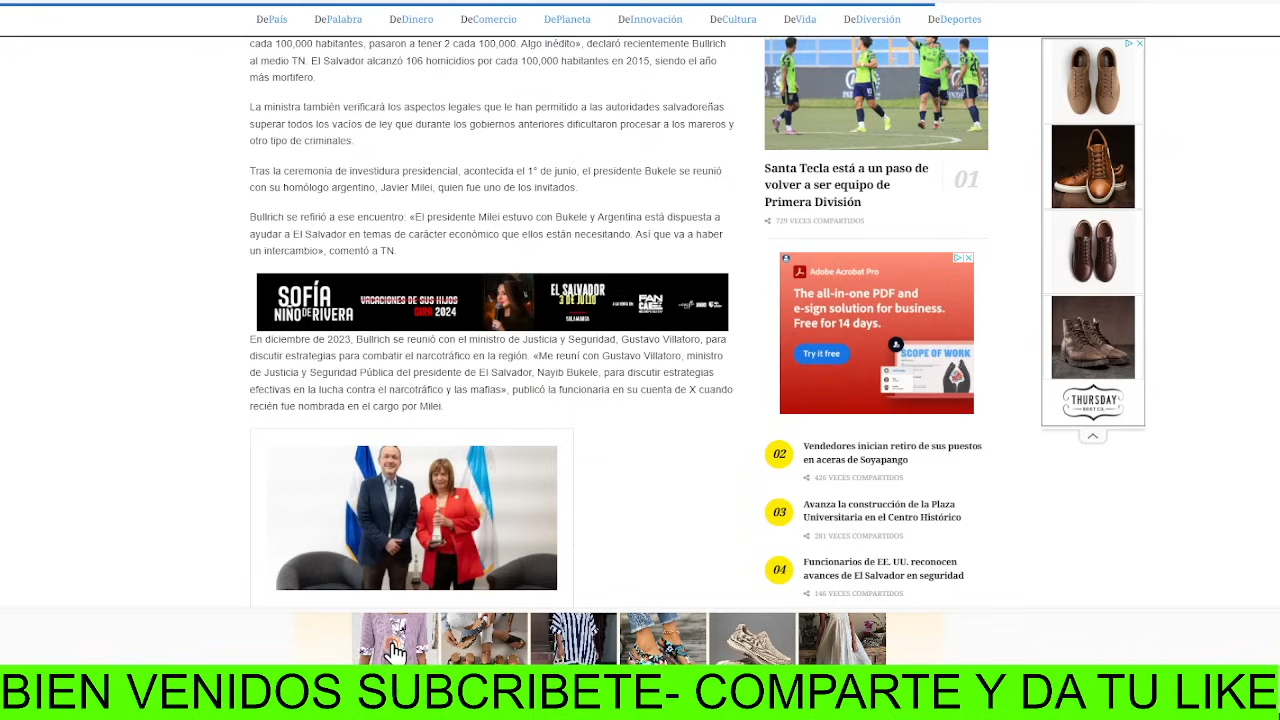 DePaís DePalabra DeDinero DeComercio DePlaneta DeInnovación DeCultura DeVida DeDiversión DeDeportes
cada 100,000 habitantes, pasaron a tener 2 cada 100,000. Algo inédito», declaró recientemente Bullrich
al medio TN. El Salvador alcanzó 106 homicidios por cada 100,000 habitantes en 2015, siendo el año
más mortífero.
La ministra también verificará los aspectos legales que le han permitido a las autoridades salvadoreñas
superar todos los vacíos de ley que durante los gobiernos anteriores dificultaron procesar a los mareros y
otro tipo de criminales.
Tras la ceremonia de investidura presidencial, acontecida el 1° de junio, el presidente Bukele se reunió
con su homólogo argentino, Javier Milei, quien fue uno de los invitados.
Bullrich se refirió a ese encuentro: «El presidente Milei estuvo con Bukele y Argentina está dispuesta a
ayudar a El Salvador en temas de carácter económico que ellos están necesitando. Así que va a haber
un intercambio», comentó a TN.
SOFÍA
NIÑO DE RIVERA
VACACIONES DE SUS HIJOS
GIRA 2024
EL SALVADOR
3 DE JULIO
SALAMANCA
En diciembre de 2023, Bullrich se reunió con el ministro de Justicia y Seguridad, Gustavo Villatoro, para
discutir estrategias para combatir el narcotráfico en la región. «Me reuní con Gustavo Villatoro, ministro
de Justicia y Seguridad Pública del presidente de El Salvador, Nayib Bukele, para discutir estrategias
efectivas en la lucha contra el narcotráfico y las mafias», publicó la funcionaria en su cuenta de X cuando
recién fue nombrada en el cargo por Milei.
Santa Tecla está a un paso de
volver a ser equipo de
Primera División
01
729 VECES COMPARTIDOS
Adobe Acrobat Pro
The all-in-one PDF and
e-sign solution for business.
Free for 14 days.
Try it free
SCOPE OF WORK
02
Vendedores inician retiro de sus puestos
en aceras de Soyapango
426 VECES COMPARTIDOS
03
Avanza la construcción de la Plaza
Universitaria en el Centro Histórico
281 VECES COMPARTIDOS
04
Funcionarios de EE. UU. reconocen
avances de El Salvador en seguridad
146 VECES COMPARTIDOS
THURSDAY
BOOT CO.
BIEN VENIDOS SUBCRIBETE- COMPARTE Y DA TU LIKE